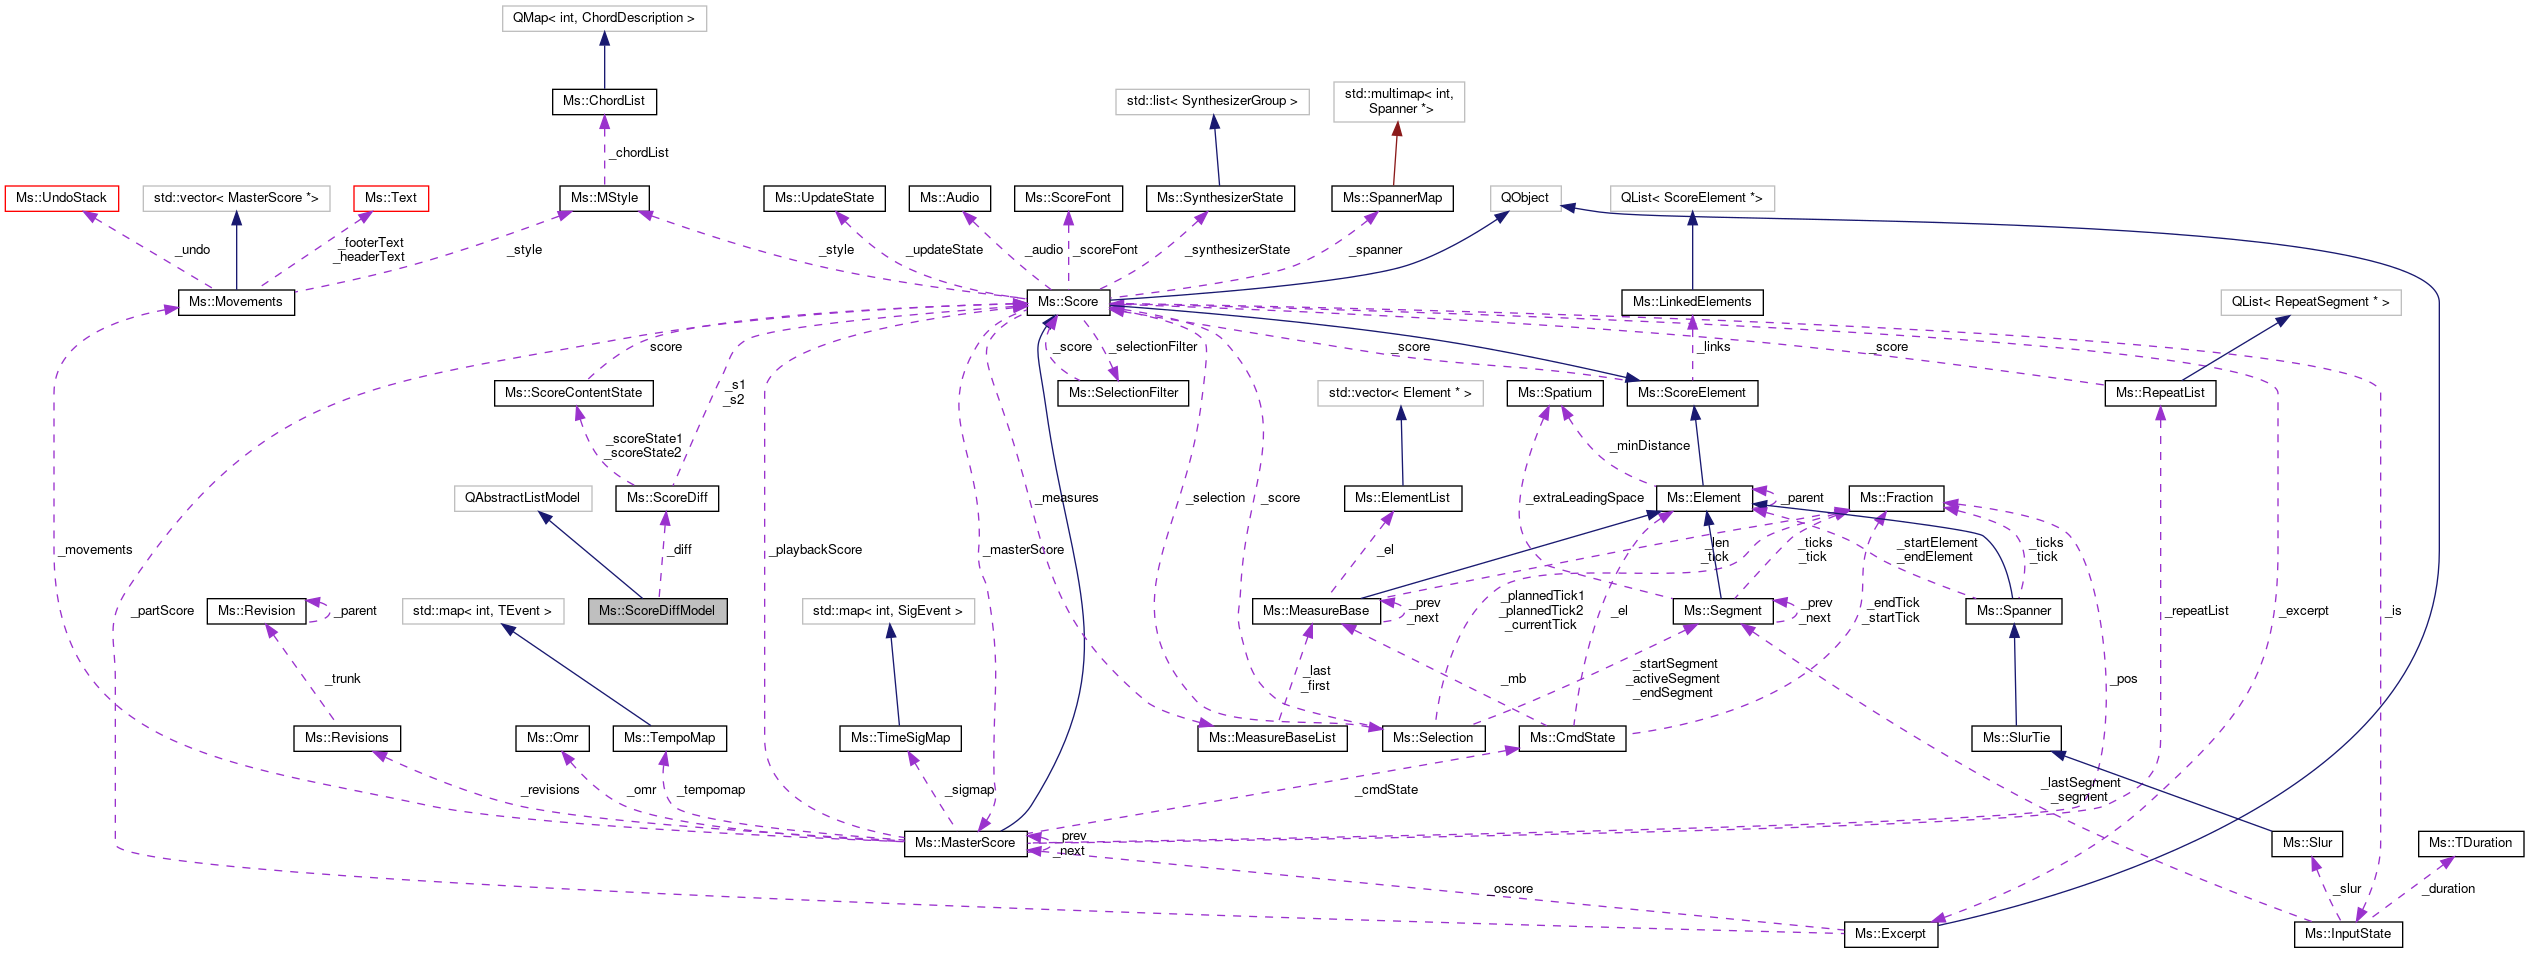 QMap< int, ChordDescription >
Ms::ChordList
std::list< SynthesizerGroup >
std::multimap< int,
Spanner *>
_chordList
Ms::UndoStack
std::vector< MasterScore *>
Ms::Text
Ms::MStyle
Ms::UpdateState
Ms::Audio
Ms::ScoreFont
Ms::SynthesizerState
Ms::SpannerMap
QObject
QList< ScoreElement *>
_undo
_footerText
_headerText
_style
_style
_updateState
_audio
_scoreFont
_synthesizerState
_spanner
Ms::Movements
Ms::Score
Ms::LinkedElements
QList< RepeatSegment * >
score
_score
_selectionFilter
_score
_links
_score
_s1
_s2
Ms::ScoreContentState
Ms::SelectionFilter
std::vector< Element * >
Ms::Spatium
Ms::ScoreElement
Ms::RepeatList
_scoreState1
_scoreState2
_minDistance
QAbstractListModel
Ms::ScoreDiff
_measures
_selection
_score
Ms::ElementList
_extraLeadingSpace
Ms::Element
_parent
Ms::Fraction
_movements
_diff
_playbackScore
_masterScore
_el
_len
_tick
_ticks
_tick
_startElement
_endElement
_ticks
_tick
_partScore
Ms::Revision
_parent
std::map< int, TEvent >
Ms::ScoreDiffModel
std::map< int, SigEvent >
Ms::MeasureBase
_prev
_next
_plannedTick1
_plannedTick2
_currentTick
_el
Ms::Segment
_prev
_next
_endTick
_startTick
Ms::Spanner
_repeatList
_excerpt
_is
_trunk
_last
_first
_mb
_startSegment
_activeSegment
_endSegment
_pos
Ms::Revisions
Ms::Omr
Ms::TempoMap
Ms::TimeSigMap
Ms::MeasureBaseList
Ms::Selection
Ms::CmdState
Ms::SlurTie
_revisions
_omr
_tempomap
_sigmap
_cmdState
_lastSegment
_segment
Ms::MasterScore
_prev
_next
Ms::Slur
Ms::TDuration
_oscore
_slur
_duration
Ms::Excerpt
Ms::InputState